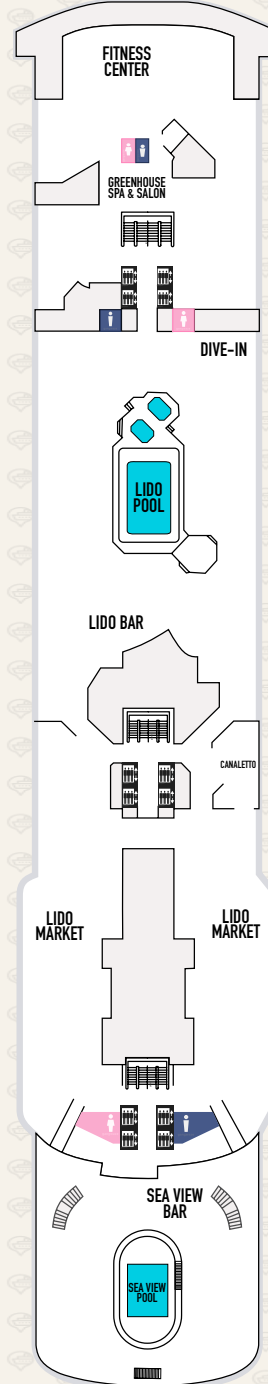 FITNESS
CENTER
GREENHOUSE
SPA & SALON
DIVE-IN
LIDO
POOL
LIDO BAR
CANALETTO
LIDO
MARKET
LIDO
MARKET
SEA VIEW
BAR
SEA VIEW
POOL